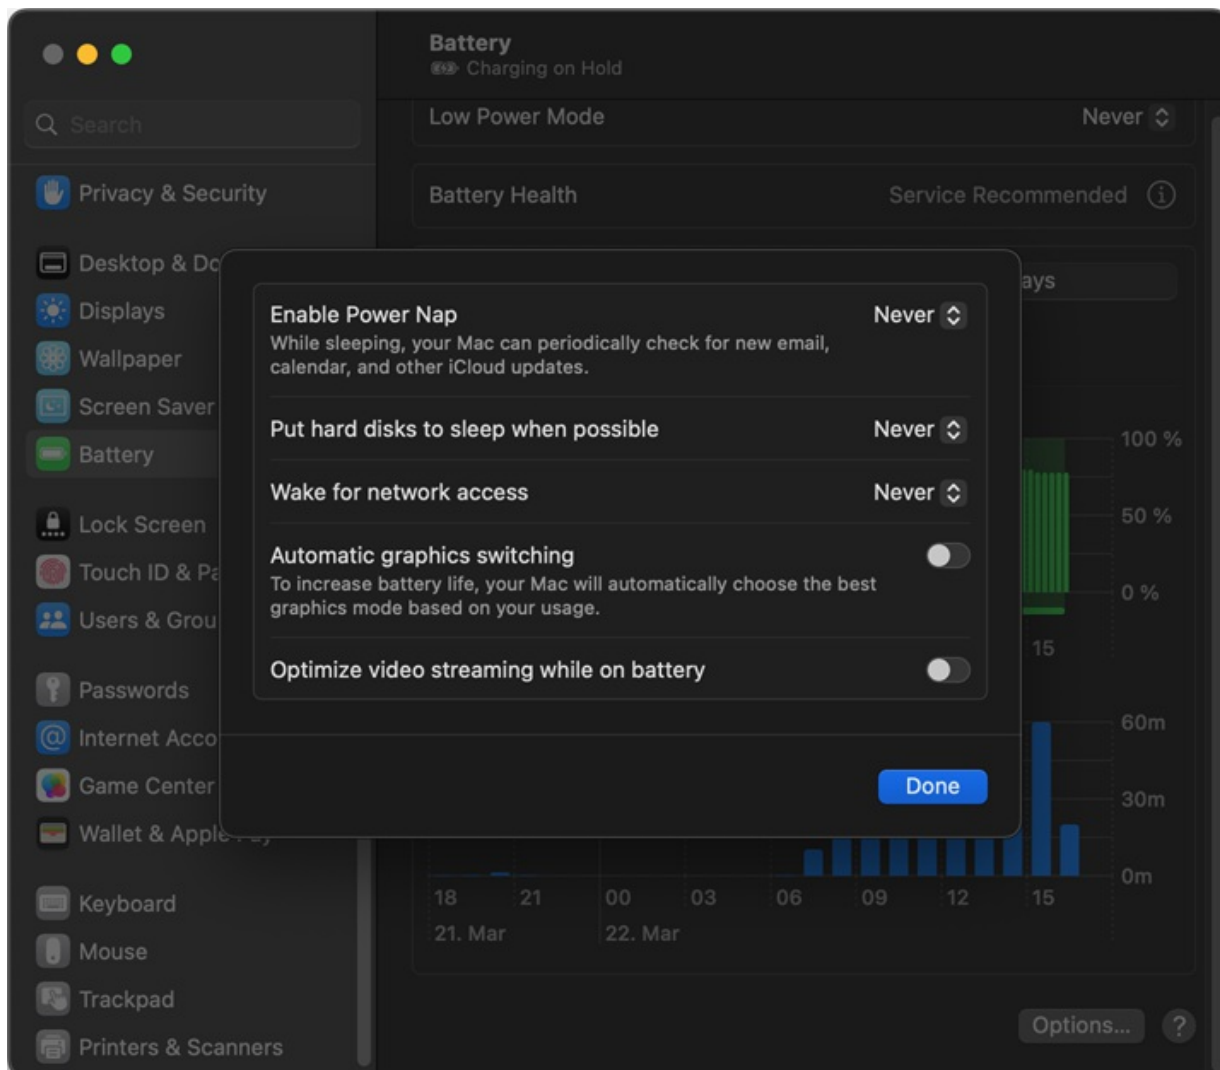 Battery
Charging on Hold
Search
Privacy & Security
Desktop & Do
Displays
Wallpaper
Screen Saver
Battery
Lock Screen
Touch ID & Pa
Users & Grou
Passwords
Internet Acco
Game Center
Wallet & Apple Pay
Keyboard
Mouse
Trackpad
Printers & Scanners
Low Power Mode Never
Battery Health Service Recommended
ays
Enable Power Nap Never
While sleeping, your Mac can periodically check for new email,
calendar, and other iCloud updates.
Put hard disks to sleep when possible Never
Wake for network access Never
Automatic graphics switching
To increase battery life, your Mac will automatically choose the best
graphics mode based on your usage.
Optimize video streaming while on battery
Done
100 %
50 %
0 %
15
60m
30m
0m
18 21 00 03 06 09 12 15
21. Mar 22. Mar
Options... ?